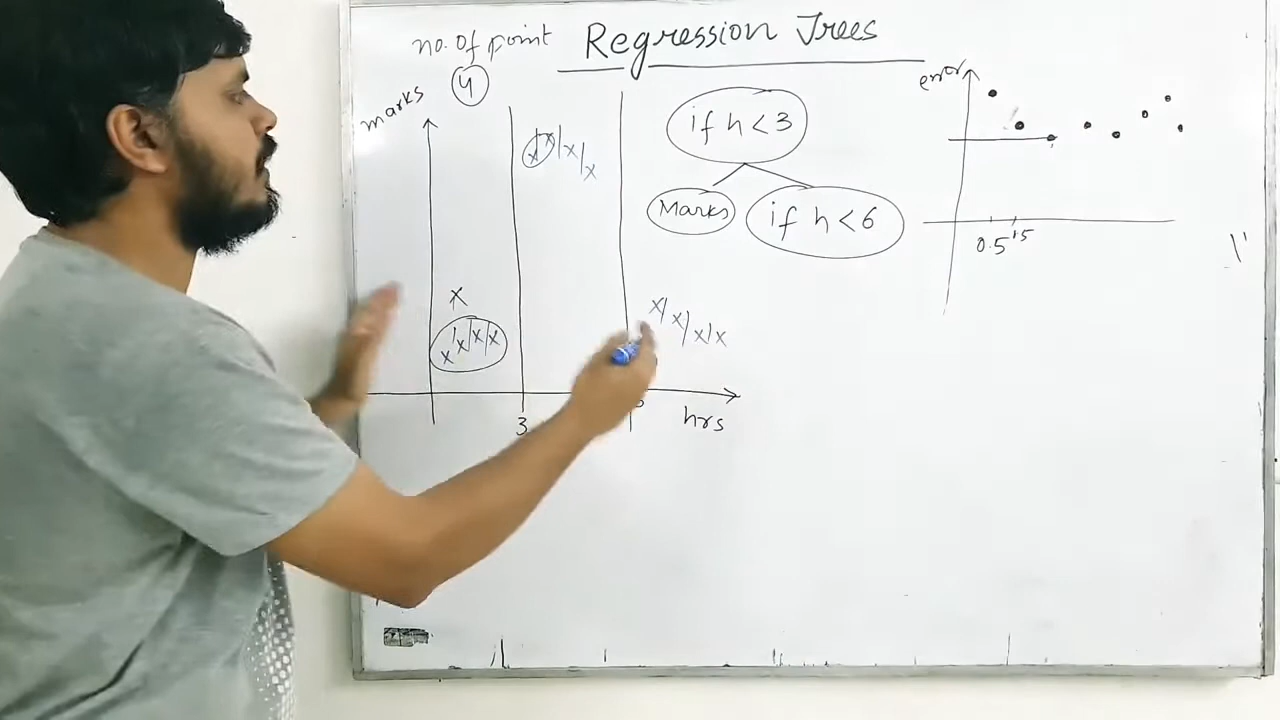 no. of point
Regression Trees
4
marks
if h < 3
Marks
if h < 6
3
hrs
error
0.5
1.5